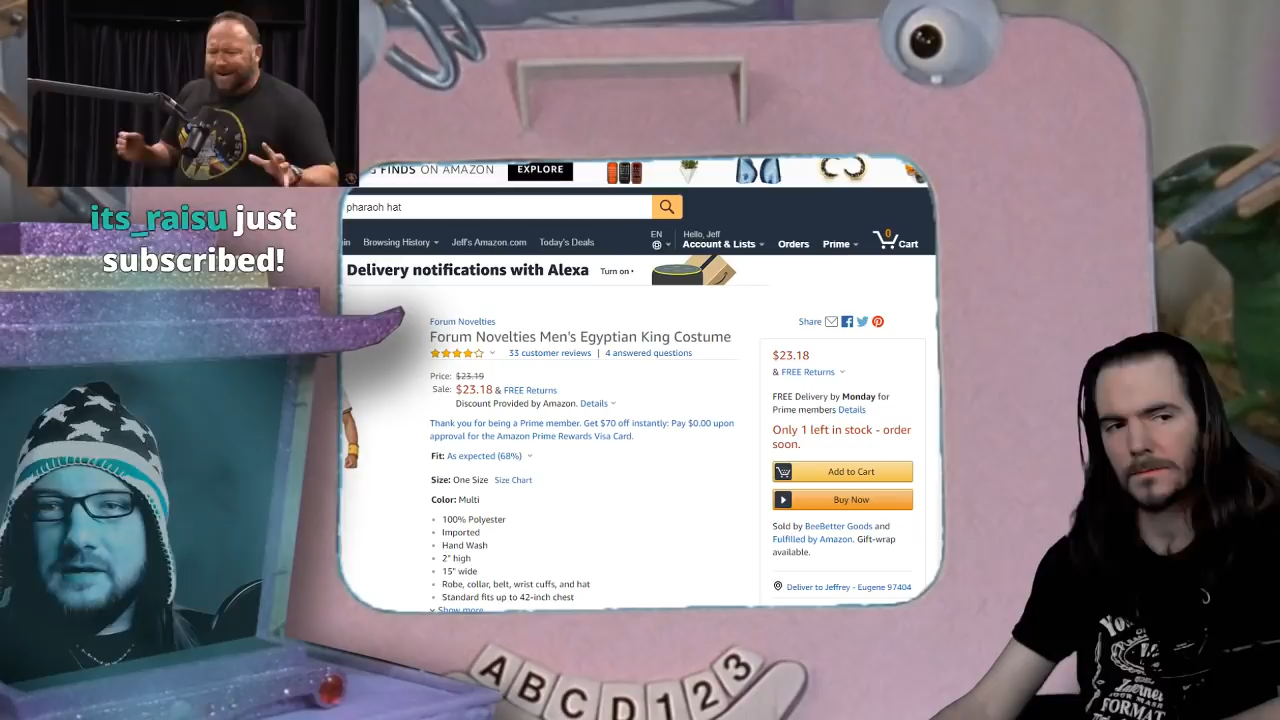 FINDS ON AMAZON
EXPLORE
pharaoh hat
Browsing History
Jeff's Amazon.com
Today's Deals
EN
Hello, Jeff
Account & Lists
Orders
Prime
0
Cart
Delivery notifications with Alexa
Turn on
its_raisu just
subscribed!
Forum Novelties
Forum Novelties Men's Egyptian King Costume
33 customer reviews | 4 answered questions
Price: $23.19
Sale: $23.18 & FREE Returns
Discount Provided by Amazon. Details
Thank you for being a Prime member. Get $70 off instantly: Pay $0.00 upon
approval for the Amazon Prime Rewards Visa Card.
Fit: As expected (68%)
Size: One Size Size Chart
Color: Multi
100% Polyester
Imported
Hand Wash
2" high
15" wide
Robe, collar, belt, wrist cuffs, and hat
Standard fits up to 42-inch chest
Show more
Share
$23.18
& FREE Returns
FREE Delivery by Monday for
Prime members Details
Only 1 left in stock - order
soon.
Add to Cart
Buy Now
Sold by BeeBetter Goods and
Fulfilled by Amazon. Gift-wrap
available.
Deliver to Jeffrey - Eugene 97404
ABCD123
FORMAT